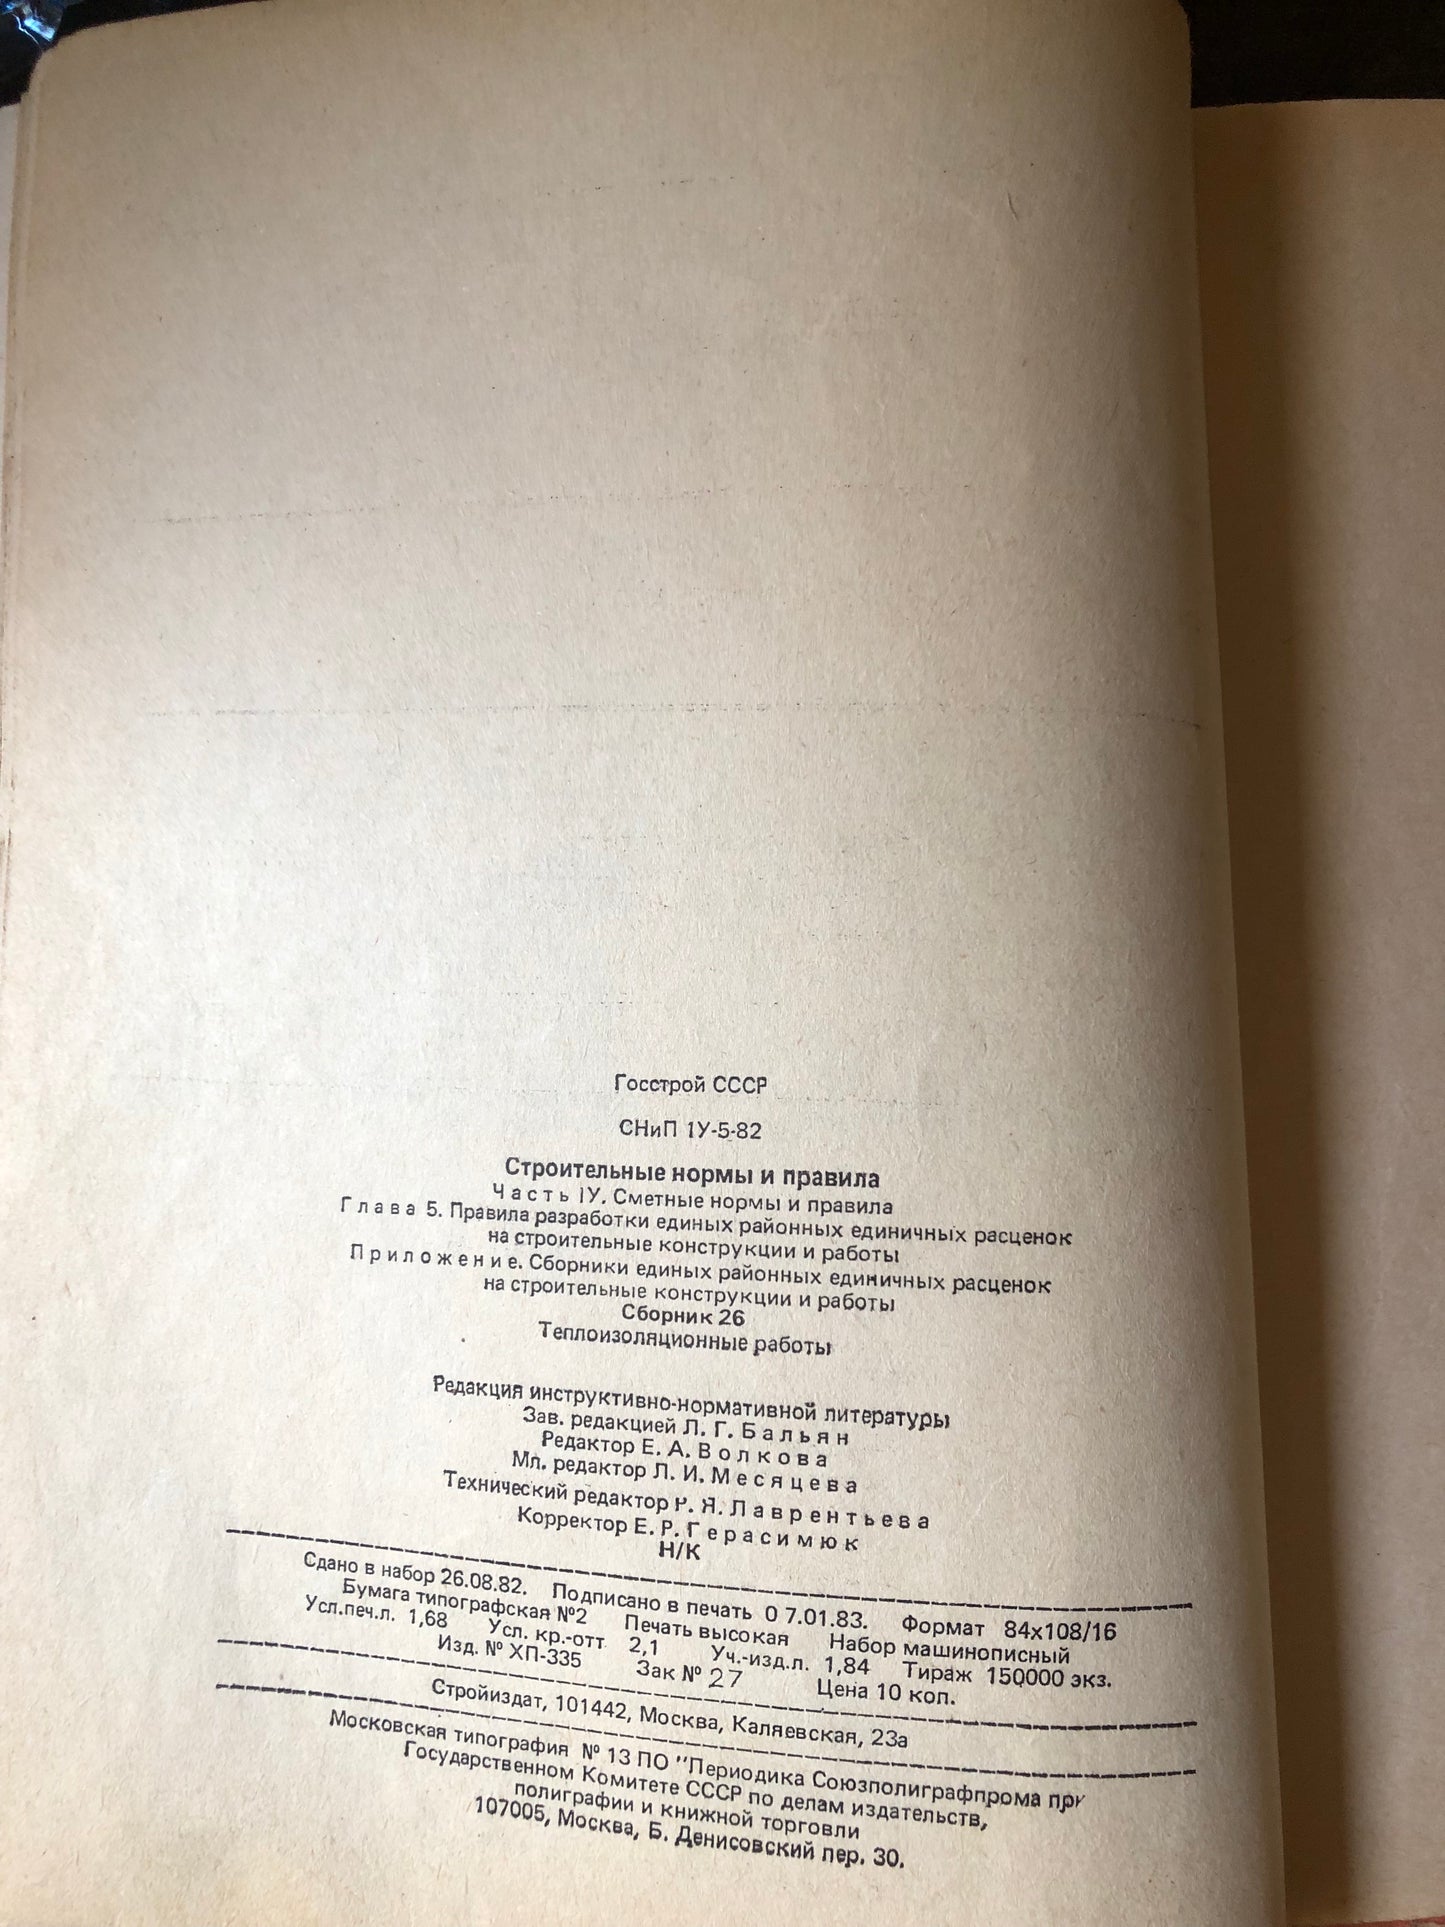 Госстрой СССР
СНиП 1У-5-82
Строительные нормы и правила
Часть IУ. Сметные нормы и правила
Глава 5. Правила разработки единых районных единичных расценок
на строительные конструкции и работы
Приложение. Сборники единых районных единичных расценок
на строительные конструкции и работы
Сборник 26
Теплоизоляционные работы
Редакция инструктивно-нормативной литературы
Зав. редакцией Л. Г. Бальян
Редактор Е. А. Волкова
Мл. редактор Л. И. Месяцева
Технический редактор Н. Я. Лаврентьева
Корректор Е. Р. Герасимюк
Н/К
Сдано в набор 26.08.82. Подписано в печать 0 7.01.83. Формат 84х108/16
Бумага типографская №2 Печать высокая Набор машинописный
Усл.печ.л. 1,68 Усл. кр.-отт 2,1 Уч.-изд.л. 1,84 Тираж 150000 экз.
Изд. № ХП-335 Зак № 27 Цена 10 коп.
Стройиздат, 101442, Москва, Каляевская, 23а
Московская типография № 13 ПО "Периодика Союзполиграфпрома при
Государственном Комитете СССР по делам издательств,
полиграфии и книжной торговли
107005, Москва, Б. Денисовский пер. 30.